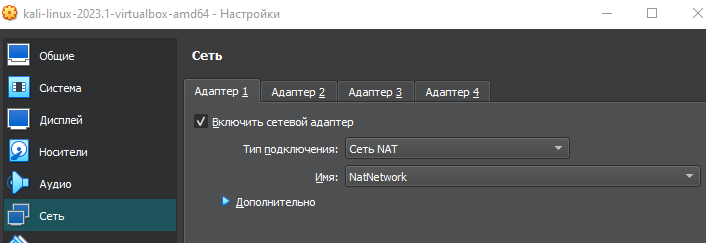 kali-linux-2023.1-virtualbox-amd64 - Настройки
Общие
Система
Дисплей
Носители
Аудио
Сеть
Сеть
Адаптер 1 Адаптер 2 Адаптер 3 Адаптер 4
Включить сетевой адаптер
Тип подключения: Сеть NAT
Имя: NatNetwork
Дополнительно